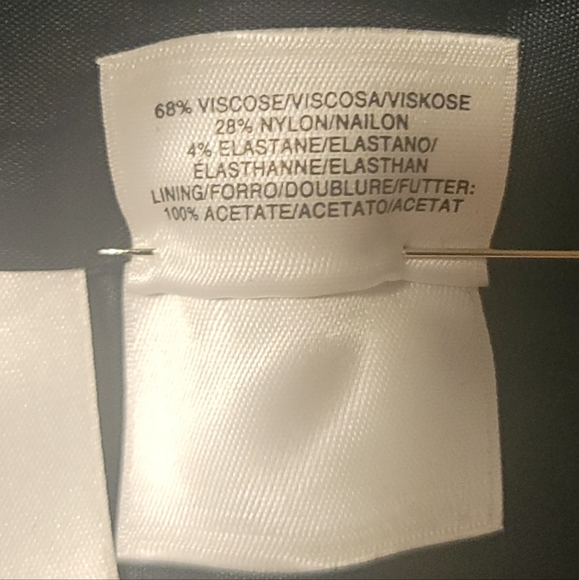 68% VISCOSE/VISCOSA/VISKOSE
28% NYLON/NAILON
4% ELASTANE/ELASTANO/
ÉLASTHANNE/ELASTHAN
LINING/FORRO/DOUBLURE/FUTTER:
100% ACETATE/ACETATO/ACETAT